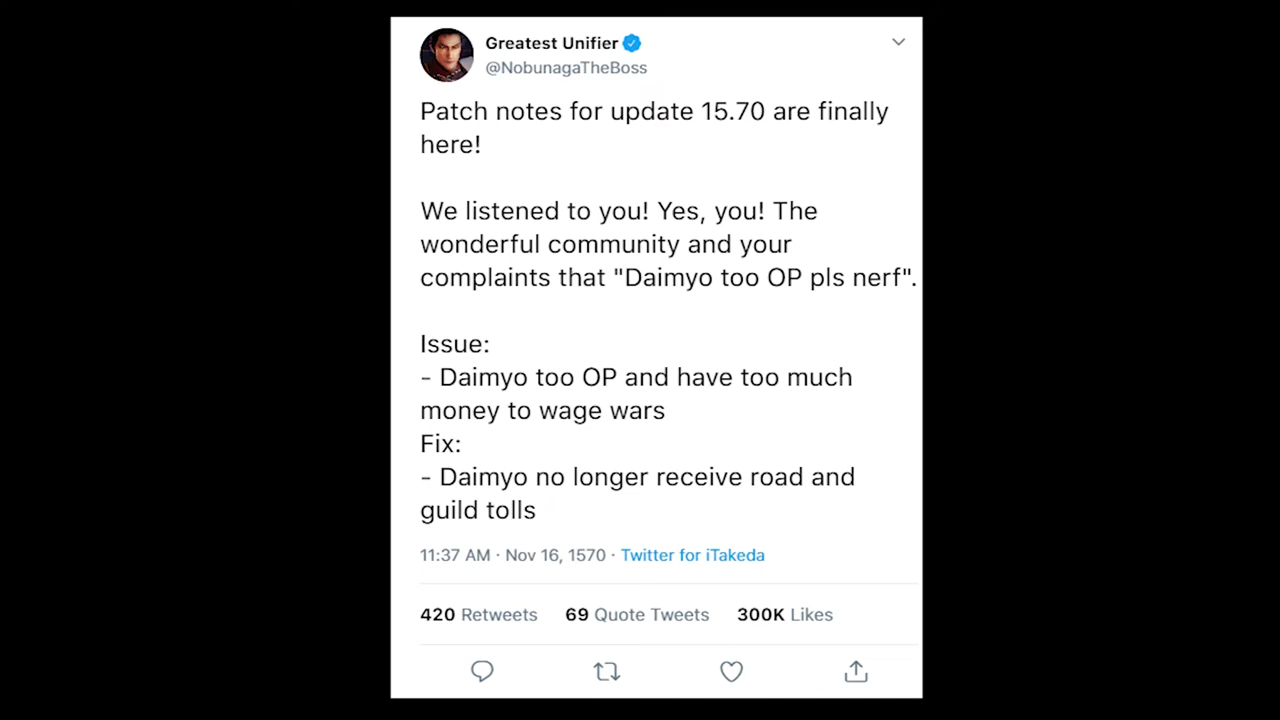 Greatest Unifier
@NobunagaTheBoss
Patch notes for update 15.70 are finally
here!
We listened to you! Yes, you! The
wonderful community and your
complaints that "Daimyo too OP pls nerf".
Issue:
- Daimyo too OP and have too much
money to wage wars
Fix:
- Daimyo no longer receive road and
guild tolls
11:37 AM · Nov 16, 1570 · Twitter for iTakeda
420 Retweets 69 Quote Tweets 300K Likes